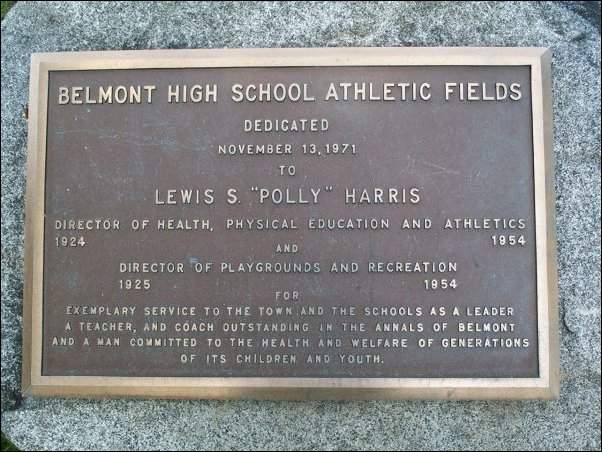 BELMONT HIGH SCHOOL ATHLETIC FIELDS
DEDICATED
NOVEMBER 13, 1971
TO
LEWIS S. "POLLY" HARRIS
DIRECTOR OF HEALTH, PHYSICAL EDUCATION AND ATHLETICS
1924 1954
AND
DIRECTOR OF PLAYGROUNDS AND RECREATION
1925 1954
FOR
EXEMPLARY SERVICE TO THE TOWN AND THE SCHOOLS AS A LEADER
A TEACHER, AND COACH OUTSTANDING IN THE ANNALS OF BELMONT
AND A MAN COMMITTED TO THE HEALTH AND WELFARE OF GENERATIONS
OF ITS CHILDREN AND YOUTH.